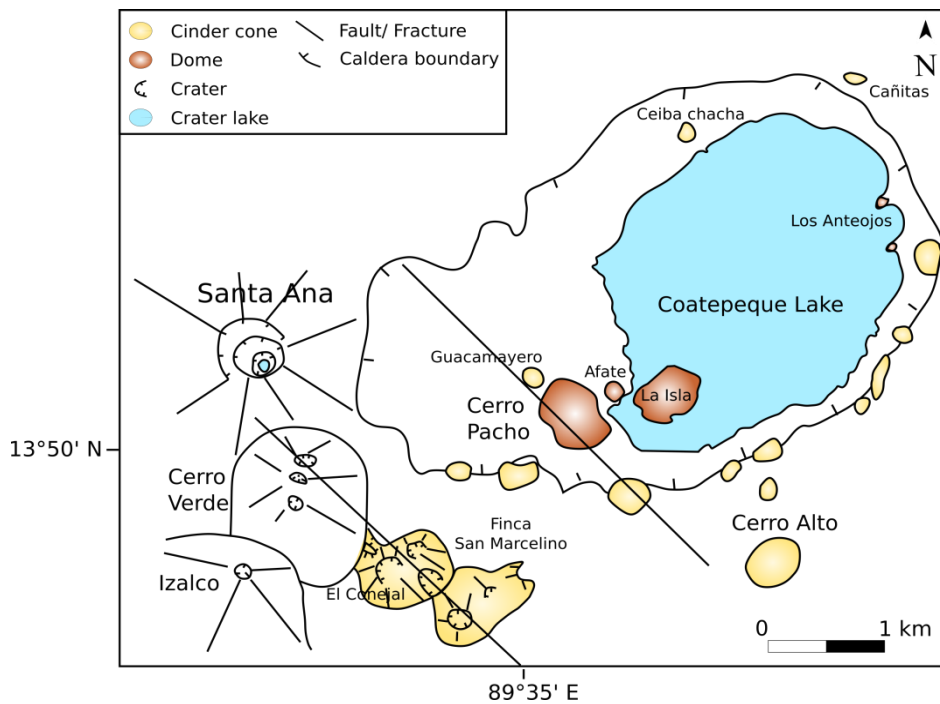 Cinder cone
Dome
Crater
Crater lake
Fault/ Fracture
Caldera boundary
N
Cañitas
Ceiba chacha
Los Anteojos
Santa Ana
Coatepeque Lake
Guacamayero
Afate
La Isla
Cerro
Pacho
13°50' N
Cerro
Verde
Finca
San Marcelino
Cerro Alto
Izalco
El Conejal
0 1 km
89°35' E